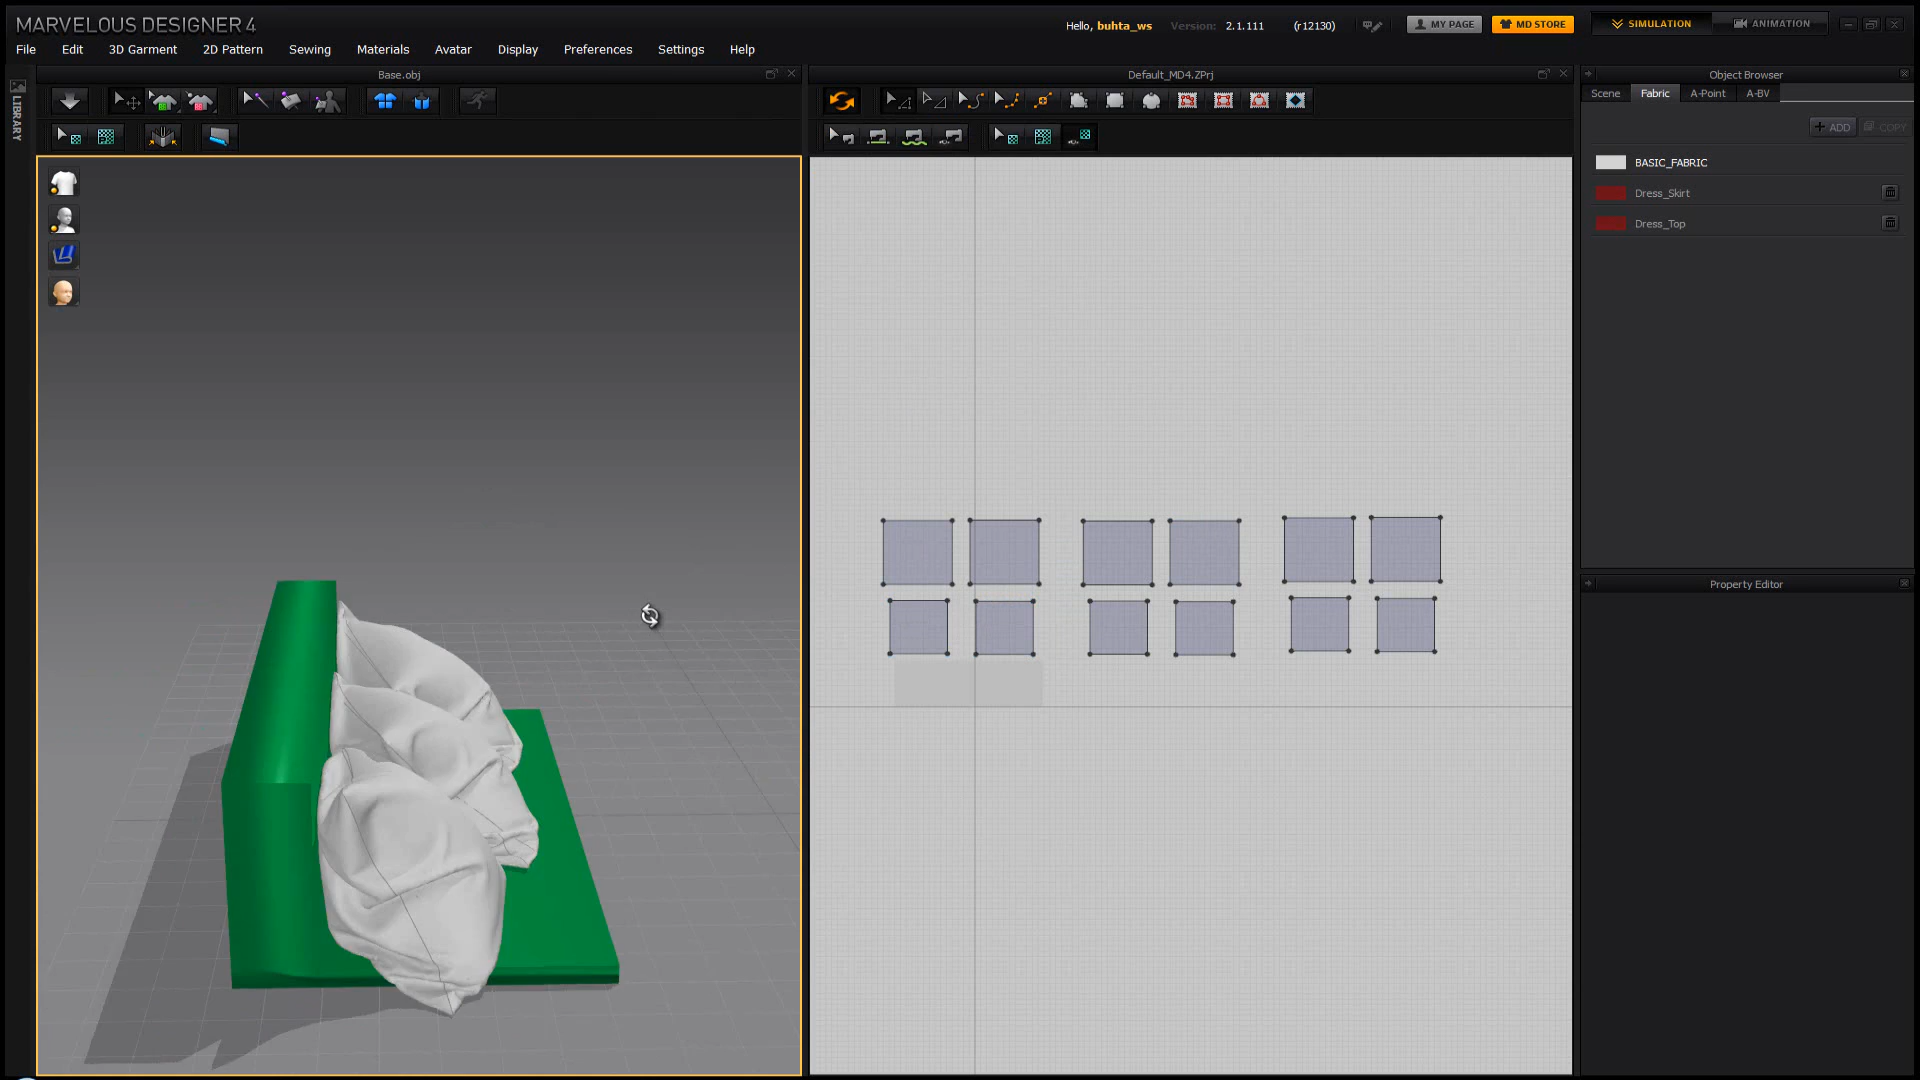 MARVELOUS DESIGNER 4
Hello, buhta_ws Version: 2.1.111 (r12130) MY PAGE MD STORE SIMULATION ANIMATION
File Edit 3D Garment 2D Pattern Sewing Materials Avatar Display Preferences Settings Help
Base.obj Default_MD4.ZPrj Object Browser
LIBRARY
Scene Fabric A-Point A-BV
+ ADD COPY
BASIC_FABRIC
Dress_Skirt
Dress_Top
Property Editor